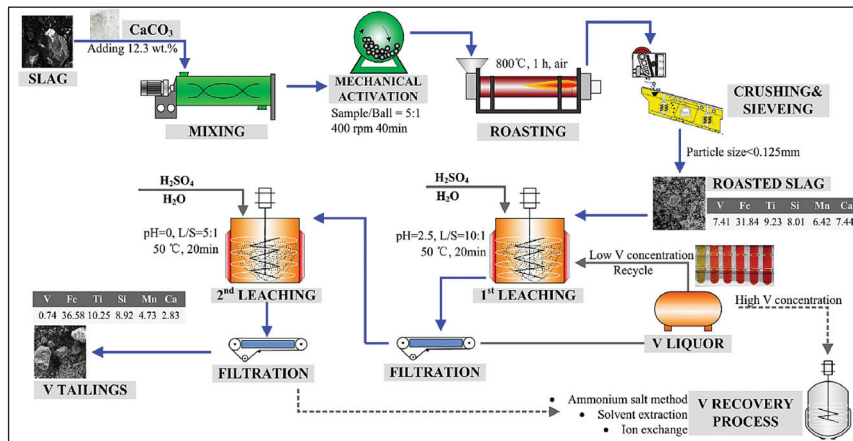 CaCO₃
Adding 12.3 wt.%
SLAG
MIXING
MECHANICAL
ACTIVATION
Sample/Ball = 5:1
400 rpm 40min
800℃, 1 h, air
ROASTING
CRUSHING&
SIEVEING
Particle size<0.125mm
ROASTED SLAG
V Fe Ti Si Mn Ca
7.41 31.84 9.23 8.01 6.42 7.44
H₂SO₄
H₂O
pH=2.5, L/S=10:1
50 ℃, 20min
1st LEACHING
Low V concentration
Recycle
High V concentration
V LIQUOR
FILTRATION
H₂SO₄
H₂O
pH=0, L/S=5:1
50 ℃, 20min
2nd LEACHING
FILTRATION
V Fe Ti Si Mn Ca
0.74 36.58 10.25 8.92 4.73 2.83
V TAILINGS
• Ammonium salt method
• Solvent extraction
• Ion exchange
V RECOVERY
PROCESS